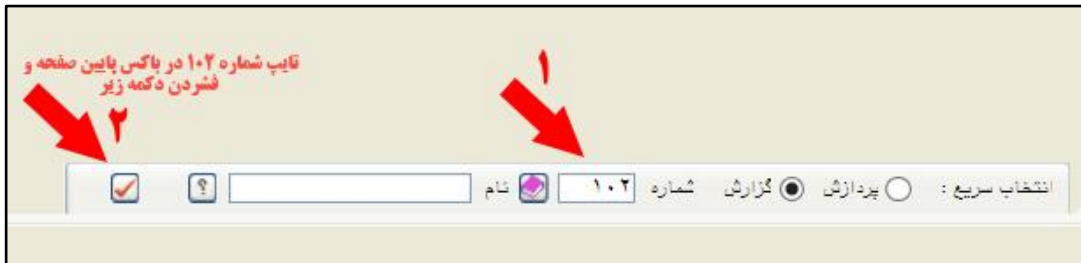 تایپ شماره ۱۰۲ در باکس پایین صفحه و
فشردن دکمه زیر
۱
۲
انتخاب سریع : پردازش گزارش شماره ۱۰۲ نام ؟